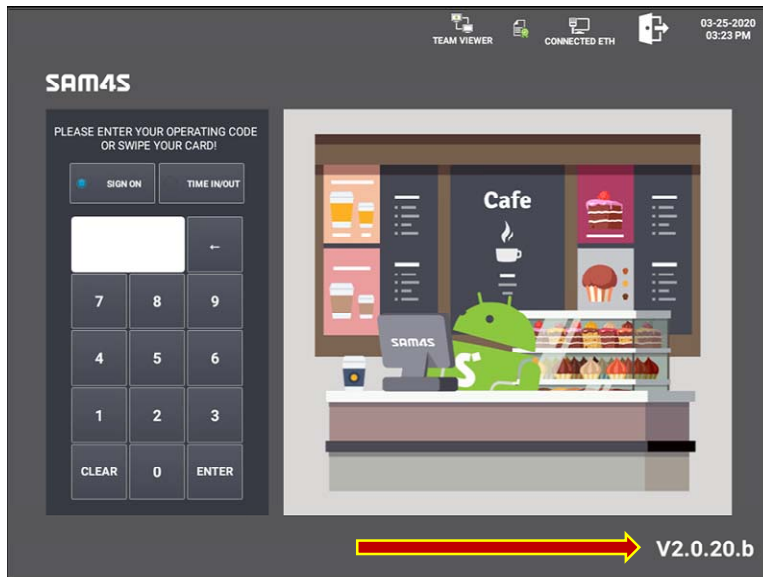 TEAM VIEWER
CONNECTED ETH
03-25-2020
03:23 PM
SAM4S
PLEASE ENTER YOUR OPERATING CODE
OR SWIPE YOUR CARD!
SIGN ON
TIME IN/OUT
←
7 8 9
4 5 6
1 2 3
CLEAR 0 ENTER
Cafe
SAM4S
S
V2.0.20.b